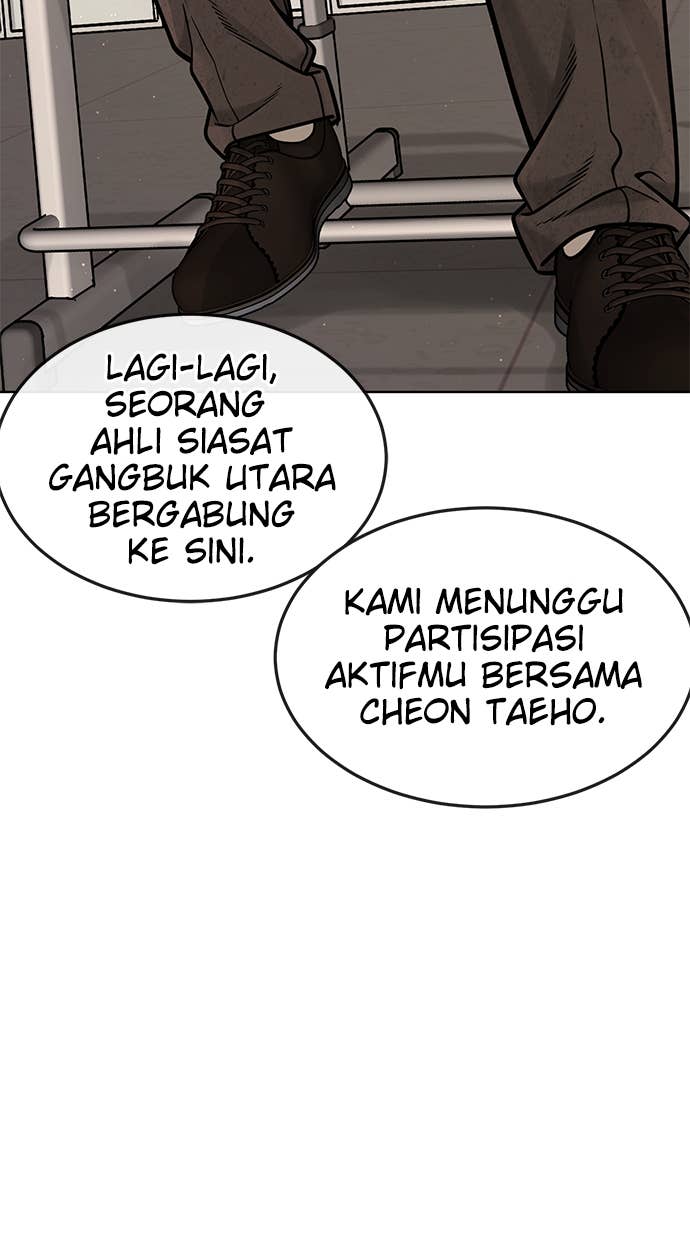 LAGI-LAGI,
SEORANG
AHLI SIASAT
GANGBUK UTARA
BERGABUNG
KE SINI.
KAMI MENUNGGU
PARTISIPASI
AKTIFMU BERSAMA
CHEON TAEHO.